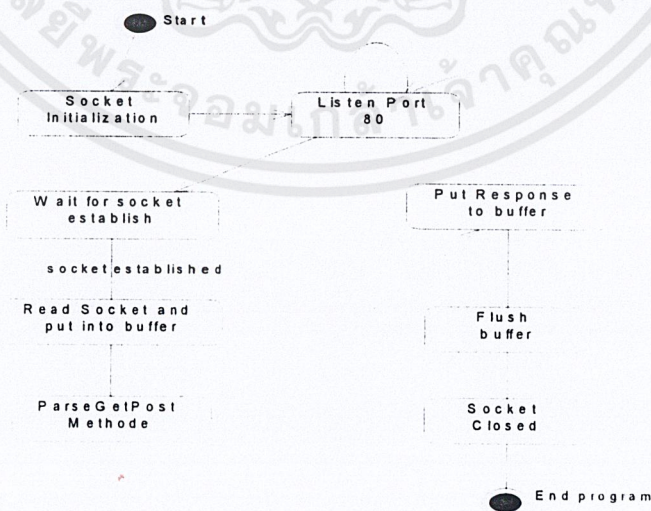 Start
Socket
Initialization
Listen Port
80
Wait for socket
establish
socket established
Read Socket and
put into buffer
ParseGetPost
Methode
Put Response
to buffer
Flush
buffer
Socket
Closed
End program